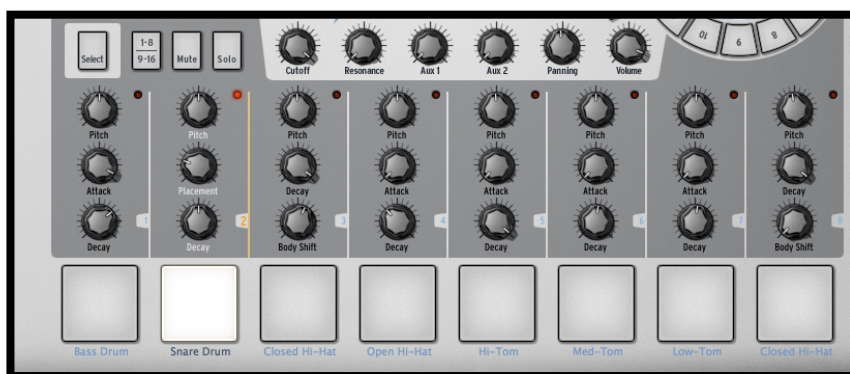 Select
1-8
9-16
Mute
Solo
Cutoff Resonance Aux 1 Aux 2 Panning Volume
10 9 8
Pitch Pitch Pitch Pitch Pitch Pitch Pitch Pitch
Attack Placement Decay Attack Attack Attack Attack Decay
1 2 3 4 5 6 7 8
Decay Decay Body Shift Decay Decay Decay Decay Body Shift
Bass Drum Snare Drum Closed Hi-Hat Open Hi-Hat Hi-Tom Med-Tom Low-Tom Closed Hi-Hat